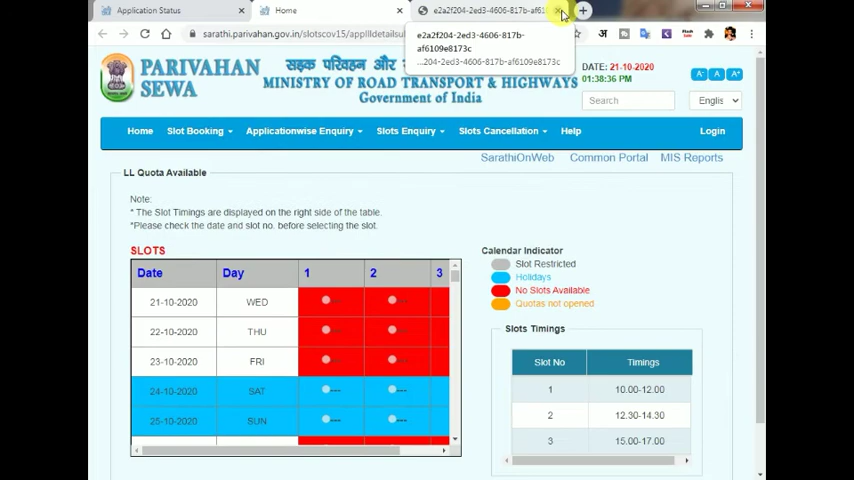 Application Status
Home
e2a2f204-2ed3-4606-817b-af61
sarathi.parivahan.gov.in/slotscov15/appllldetailsul
e2a2f204-2ed3-4606-817b-
af6109e8173c
...204-2ed3-4606-817b-af6109e8173c
PARIVAHAN
SEWA
सड़क परिवहन और राजमार्ग मंत्रालय
MINISTRY OF ROAD TRANSPORT & HIGHWAYS
Government of India
DATE: 21-10-2020
01:38:36 PM
A- A A+
Search
Englis
Home Slot Booking Applicationwise Enquiry Slots Enquiry Slots Cancellation Help Login
SarathiOnWeb Common Portal MIS Reports
LL Quota Available
Note:
* The Slot Timings are displayed on the right side of the table.
*Please check the date and slot no. before selecting the slot.
SLOTS
Date Day 1 2 3
21-10-2020 WED
22-10-2020 THU
23-10-2020 FRI
24-10-2020 SAT --- ---
25-10-2020 SUN --- ---
Calendar Indicator
Slot Restricted
Holidays
No Slots Available
Quotas not opened
Slots Timings
Slot No Timings
1 10.00-12.00
2 12.30-14.30
3 15.00-17.00